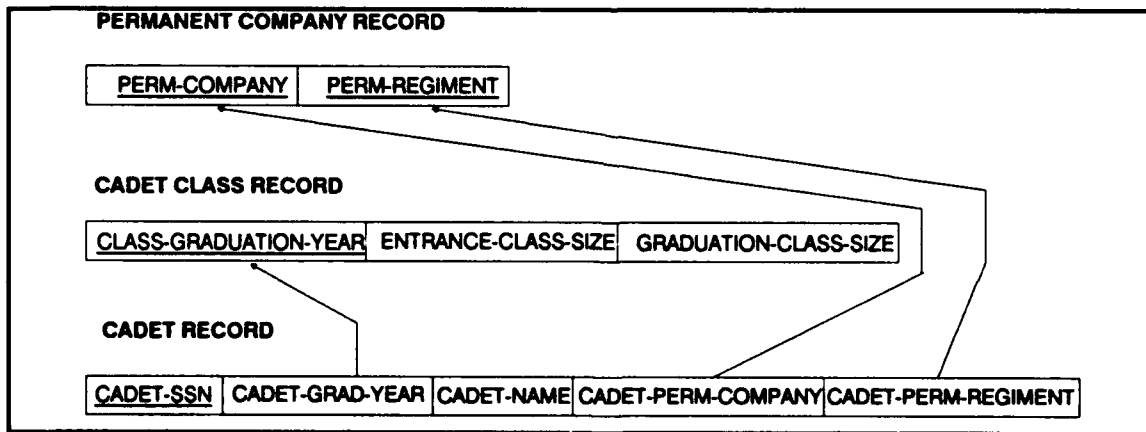 PERMANENT COMPANY RECORD
PERM-COMPANY PERM-REGIMENT
CADET CLASS RECORD
CLASS-GRADUATION-YEAR ENTRANCE-CLASS-SIZE GRADUATION-CLASS-SIZE
CADET RECORD
CADET-SSN CADET-GRAD-YEAR CADET-NAME CADET-PERM-COMPANY CADET-PERM-REGIMENT